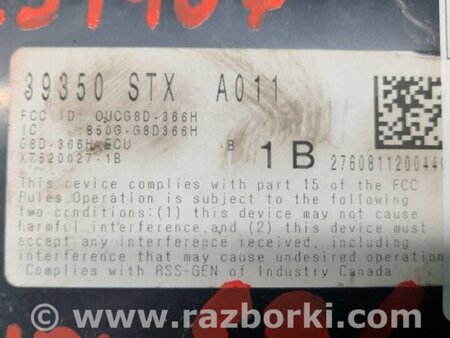 39350 STX A011
FCC ID: OUCG8D-366H
IC: :850G-G8D366H
G8D-366H-ECU -B 1B
X7520027-1B 27608112004
This device complies with part 15 of the FCC
Rules.Operation is subject to the following
two conditions:(1) this device may not cause
harmful interference,and (2) this device must
accept any interference received, including
interference that may cause undesired operation
Complies with RSS-GEN of Industry Canada
www.razborki.com